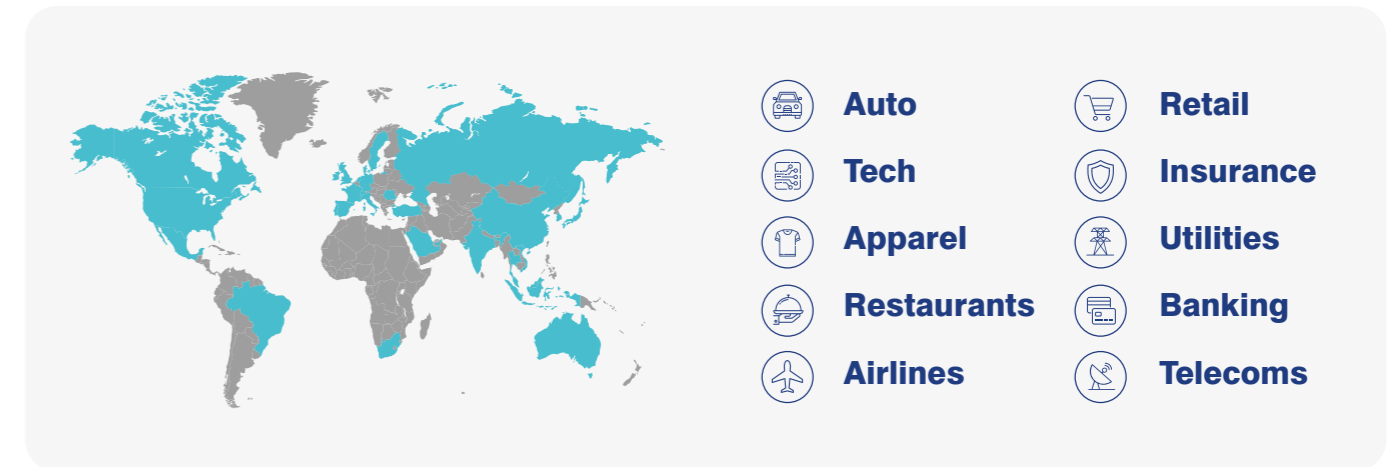 Auto
Tech
Apparel
Restaurants
Airlines
Retail
Insurance
Utilities
Banking
Telecoms